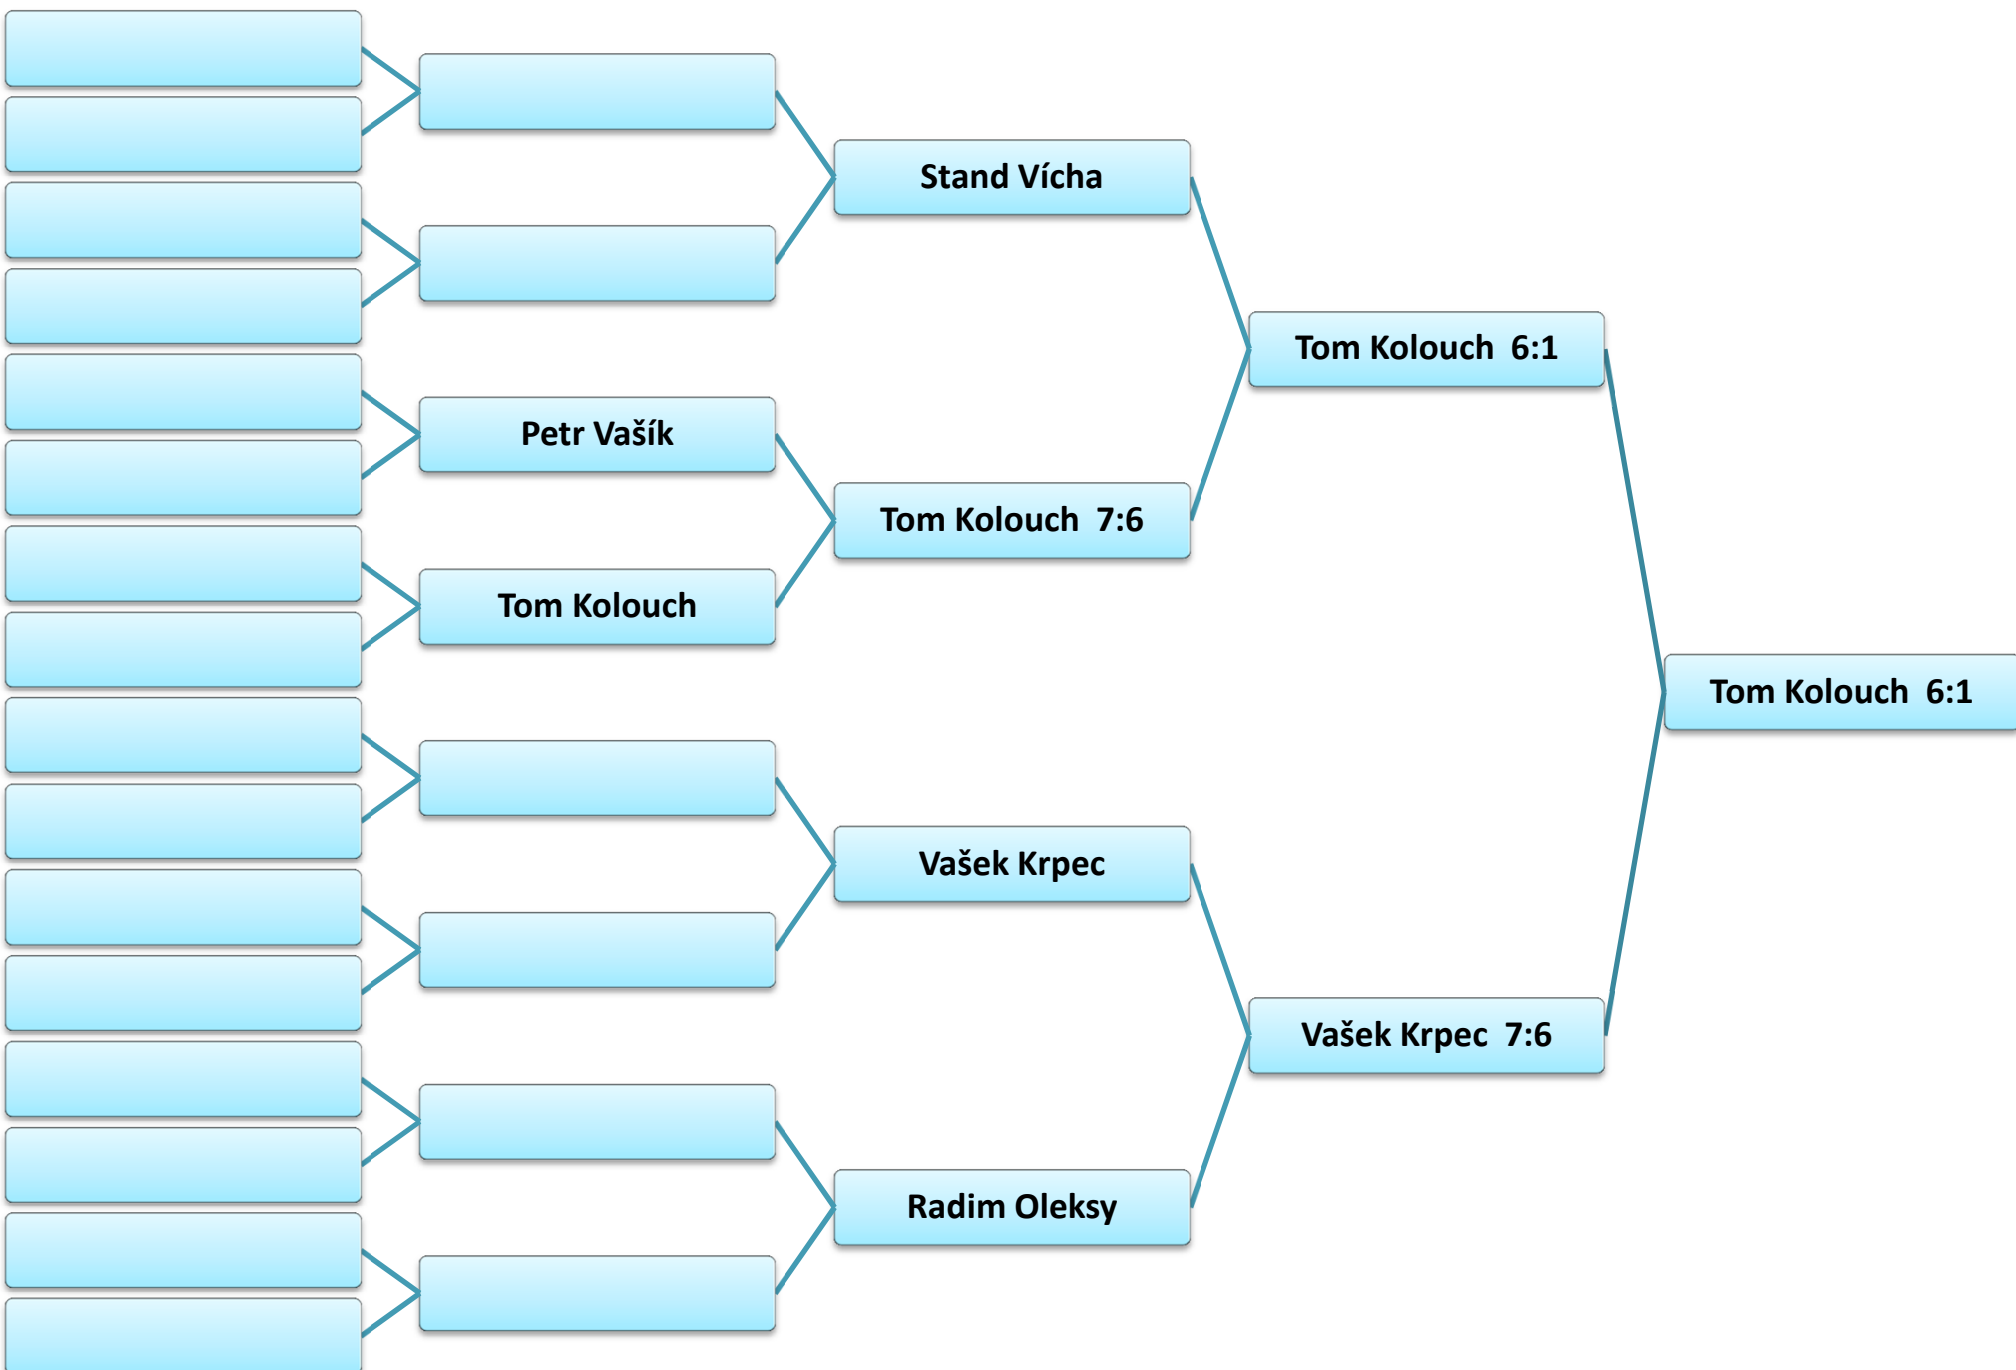 Stand Vícha
Tom Kolouch  6:1
Petr Vašík
Tom Kolouch  7:6
Tom Kolouch
Tom Kolouch  6:1
Vašek Krpec
Vašek Krpec  7:6
Radim Oleksy